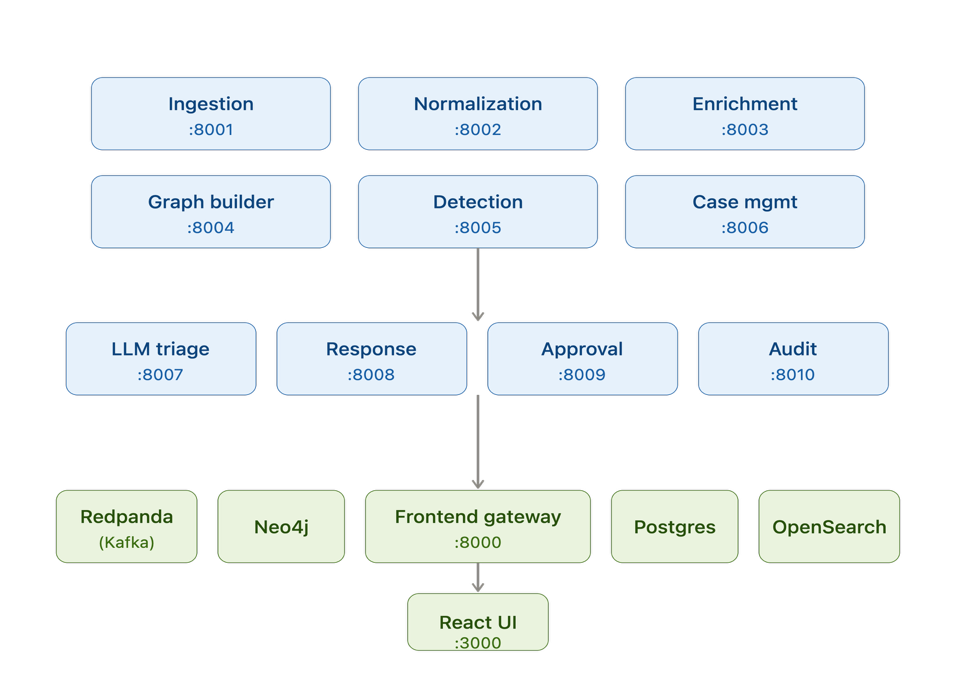 Ingestion
:8001
Normalization
:8002
Enrichment
:8003
Graph builder
:8004
Detection
:8005
Case mgmt
:8006
LLM triage
:8007
Response
:8008
Approval
:8009
Audit
:8010
Redpanda
(Kafka)
Neo4j
Frontend gateway
:8000
Postgres
OpenSearch
React UI
:3000